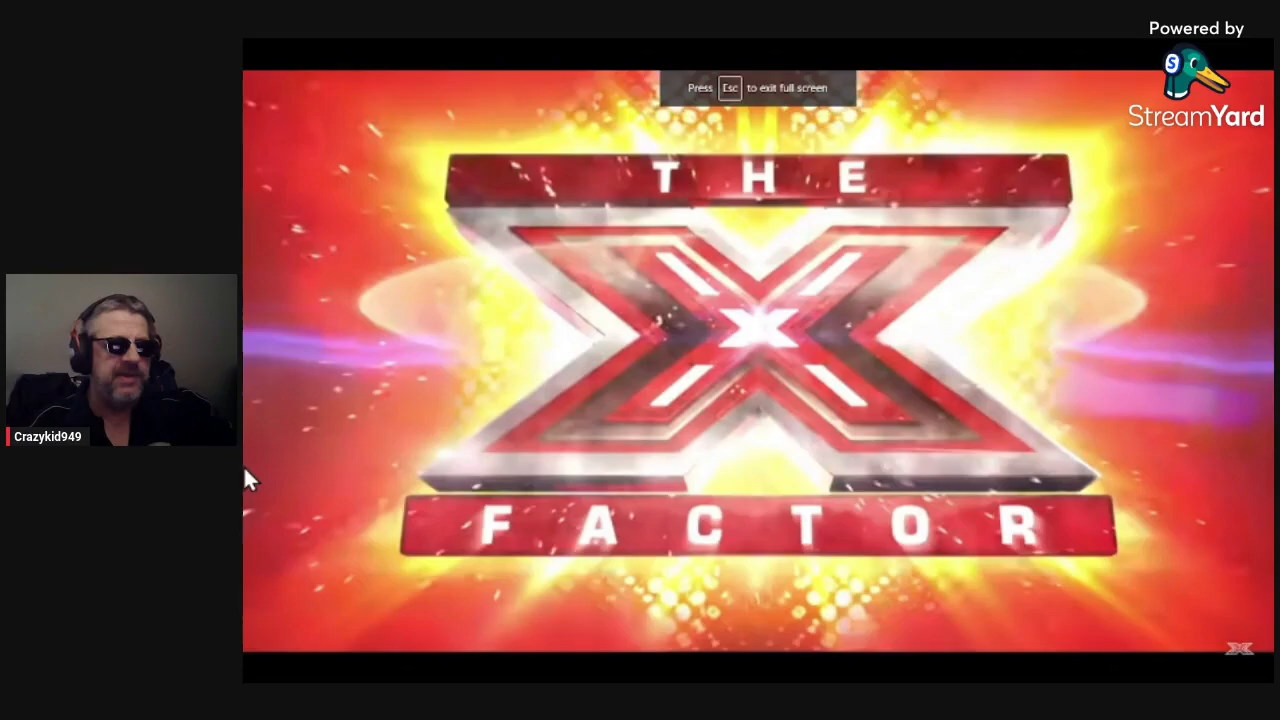 Powered by
StreamYard
Press Esc to exit full screen
THE
X
FACTOR
Crazykid949